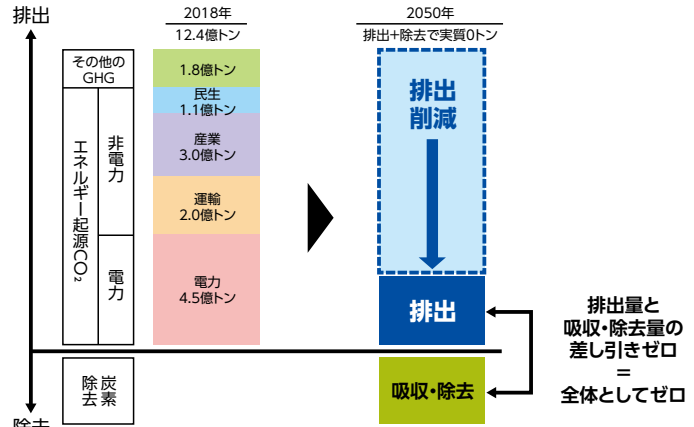 排出
2018年
12.4億トン
2050年
排出+除去で実質0トン
その他の
GHG
1.8億トン
民生
1.1億トン
産業
3.0億トン
運輸
2.0億トン
電力
4.5億トン
エネルギー起源CO₂
非電力
電力
排出
削減
排出
吸収・除去
排出量と
吸収・除去量の
差し引きゼロ
=
全体としてゼロ
炭素
除去
除去